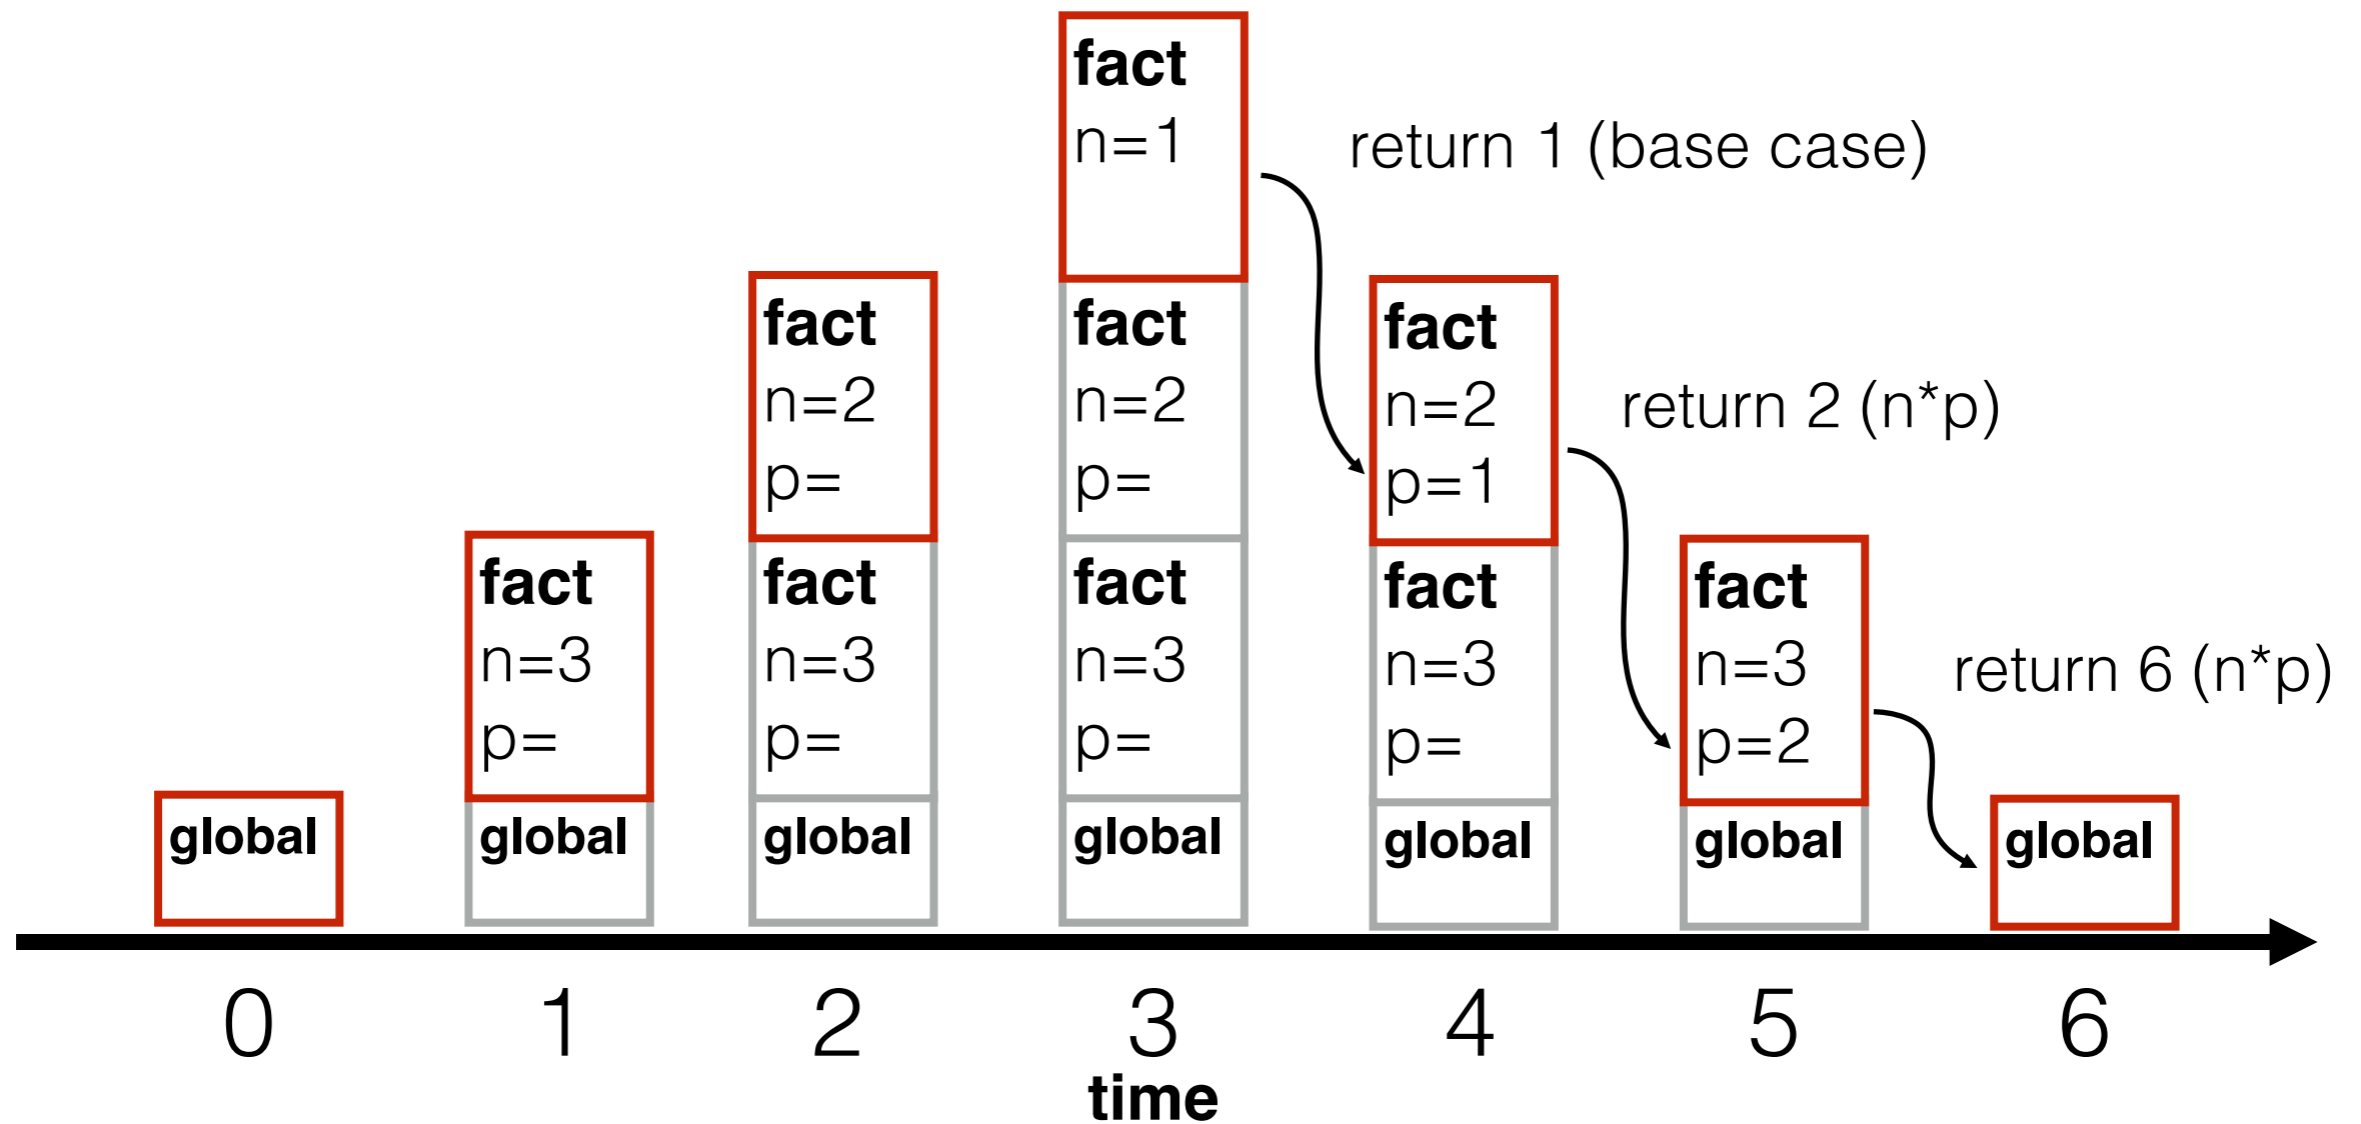 fact
n=1
return 1 (base case)
fact
n=2
p=
fact
n=2
p=
fact
n=2
p=1
return 2 (n*p)
fact
n=3
p=
fact
n=3
p=
fact
n=3
p=
fact
n=3
p=
fact
n=3
p=2
return 6 (n*p)
global
global
global
global
global
global
global
0
1
2
3
4
5
6
time